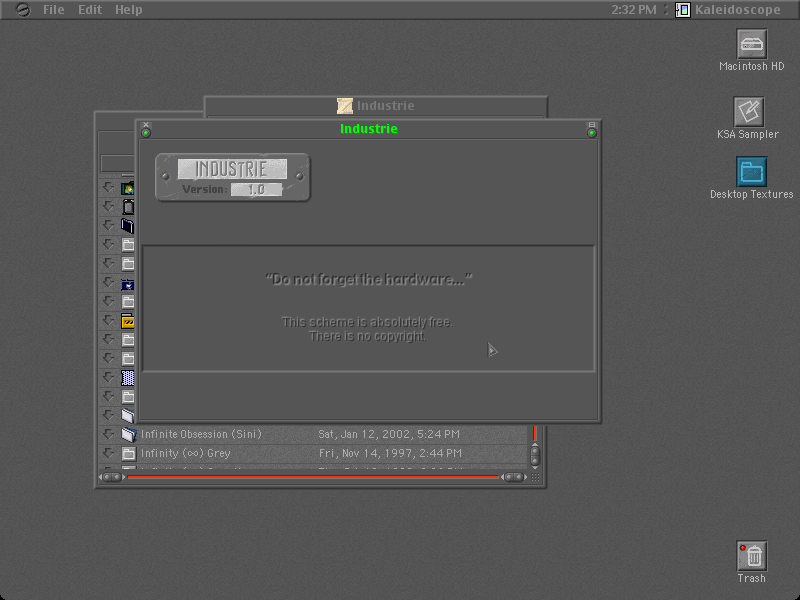 File Edit Help
2:32 PM Kaleidoscope
Macintosh HD
Industrie
Industrie
KSA Sampler
INDUSTRIE
Version: 1.0
Desktop Textures
"Do not forget the hardware..."
This scheme is absolutely free.
There is no copyright.
Infinite Obsession (Sini) Sat, Jan 12, 2002, 5:24 PM
Infinity (∞) Grey Fri, Nov 14, 1997, 2:44 PM
Trash